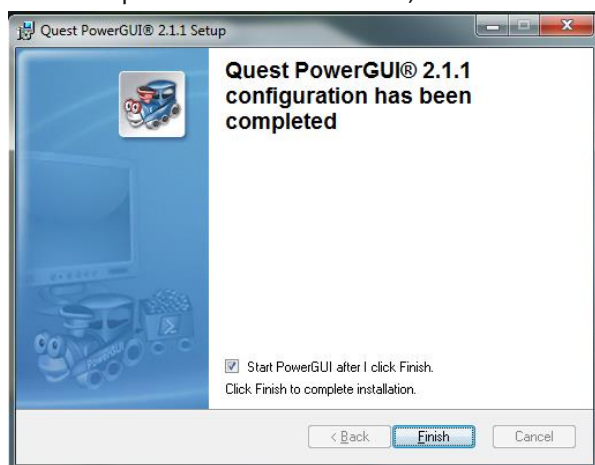 Quest PowerGUI® 2.1.1 Setup
Quest PowerGUI® 2.1.1
configuration has been
completed
PowerGUI
Start PowerGUI after I click Finish.
Click Finish to complete installation.
< Back
Finish
Cancel